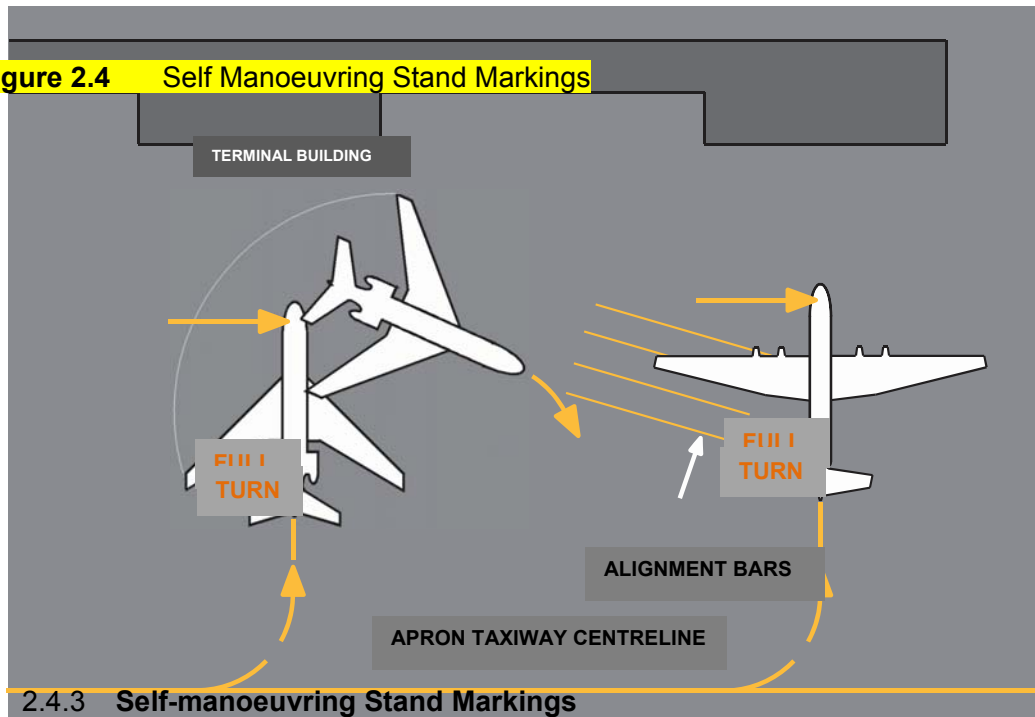 gure 2.4 Self Manoeuvring Stand Markings
TERMINAL BUILDING
TURN
TURN
ALIGNMENT BARS
APRON TAXIWAY CENTRELINE
2.4.3 Self-manoeuvring Stand Markings